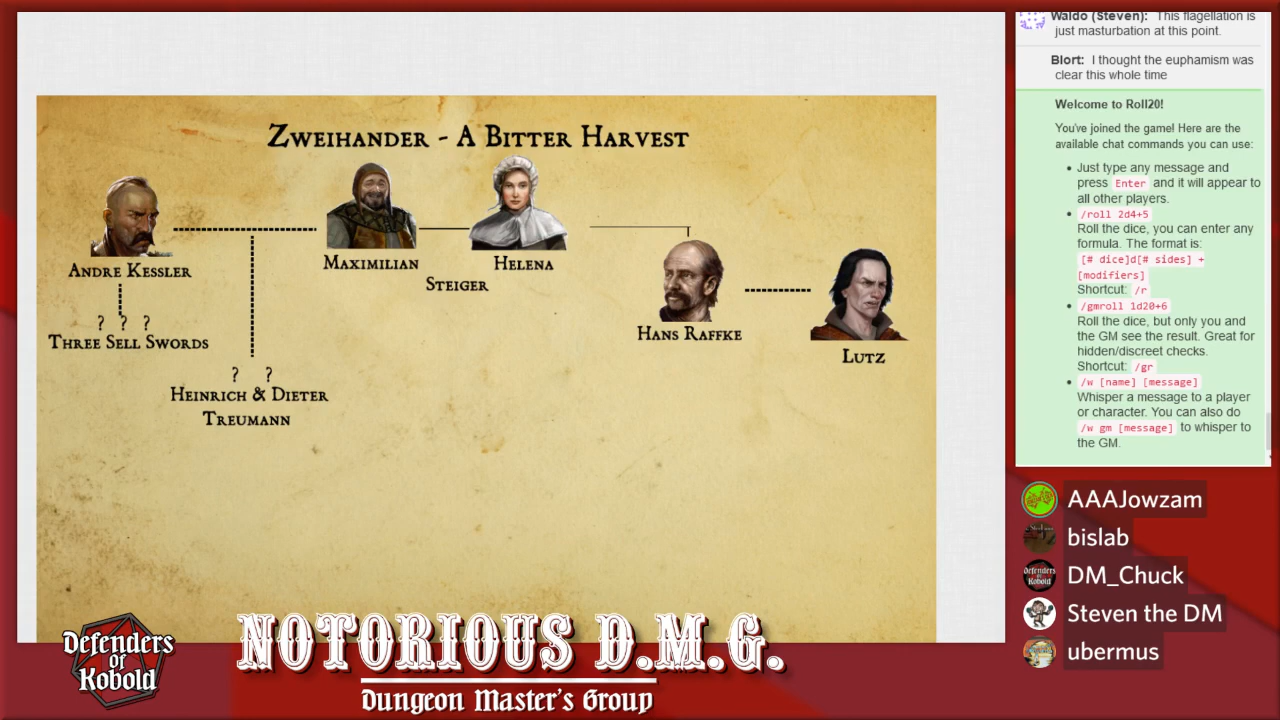 Zweihander - A Bitter Harvest
Andre Kessler
Maximilian
Helena
Steiger
Hans Raffke
Lutz
? ? ?
Three Sell Swords
? ?
Heinrich & Dieter
Treumann
Waldo (Steven): This flagellation is
just masturbation at this point.
Blort: I thought the euphamism was
clear this whole time
Welcome to Roll20!
You've joined the game! Here are the
available chat commands you can use:
Just type any message and
press Enter and it will appear to
all other players.
/roll 2d4+5
Roll the dice, you can enter any
formula. The format is:
[# dice]d[# sides] +
[modifiers]
Shortcut: /r
/gmroll 1d20+6
Roll the dice, but only you and
the GM see the result. Great for
hidden/discreet checks.
Shortcut: /gr
/w [name] [message]
Whisper a message to a player
or character. You can also do
/w gm [message] to whisper to
the GM.
AAAJowzam
bislab
DM_Chuck
Steven the DM
ubermus
Defenders
of
Kobold
NOTORIOUS D.M.G.
Dungeon Master's Group